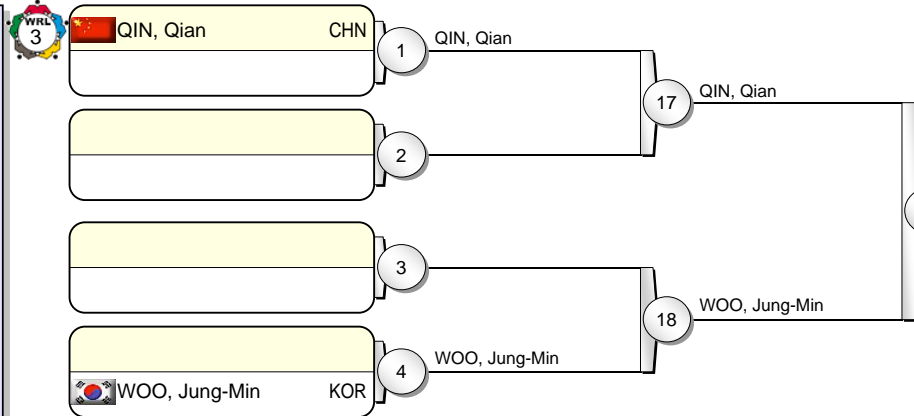 WRL
3
QIN, Qian CHN
1
QIN, Qian
2
17
QIN, Qian
3
WOO, Jung-Min KOR
4
WOO, Jung-Min
18
WOO, Jung-Min